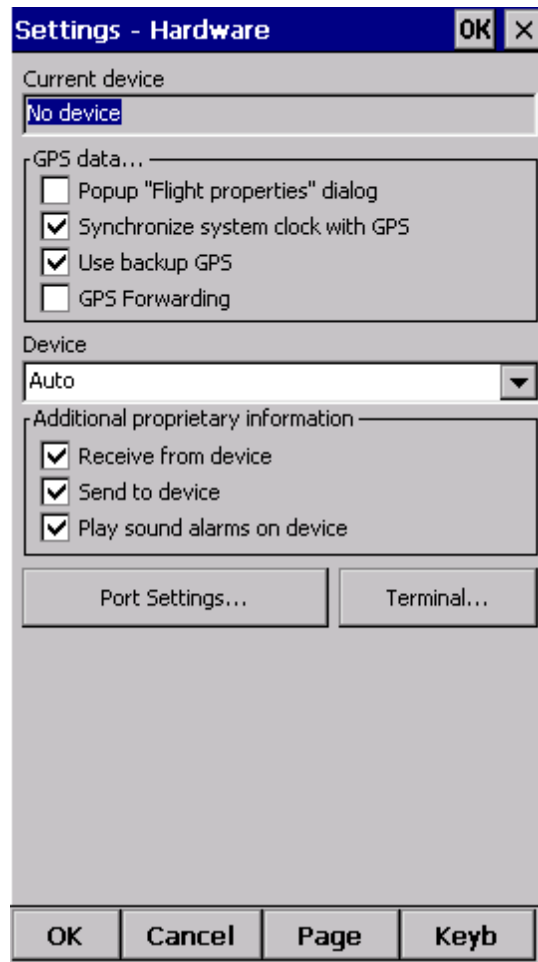 Settings - Hardware OK ×
Current device
No device
GPS data...
Popup "Flight properties" dialog
Synchronize system clock with GPS
Use backup GPS
GPS Forwarding
Device
Auto
Additional proprietary information
Receive from device
Send to device
Play sound alarms on device
Port Settings... Terminal...
OK Cancel Page Keyb